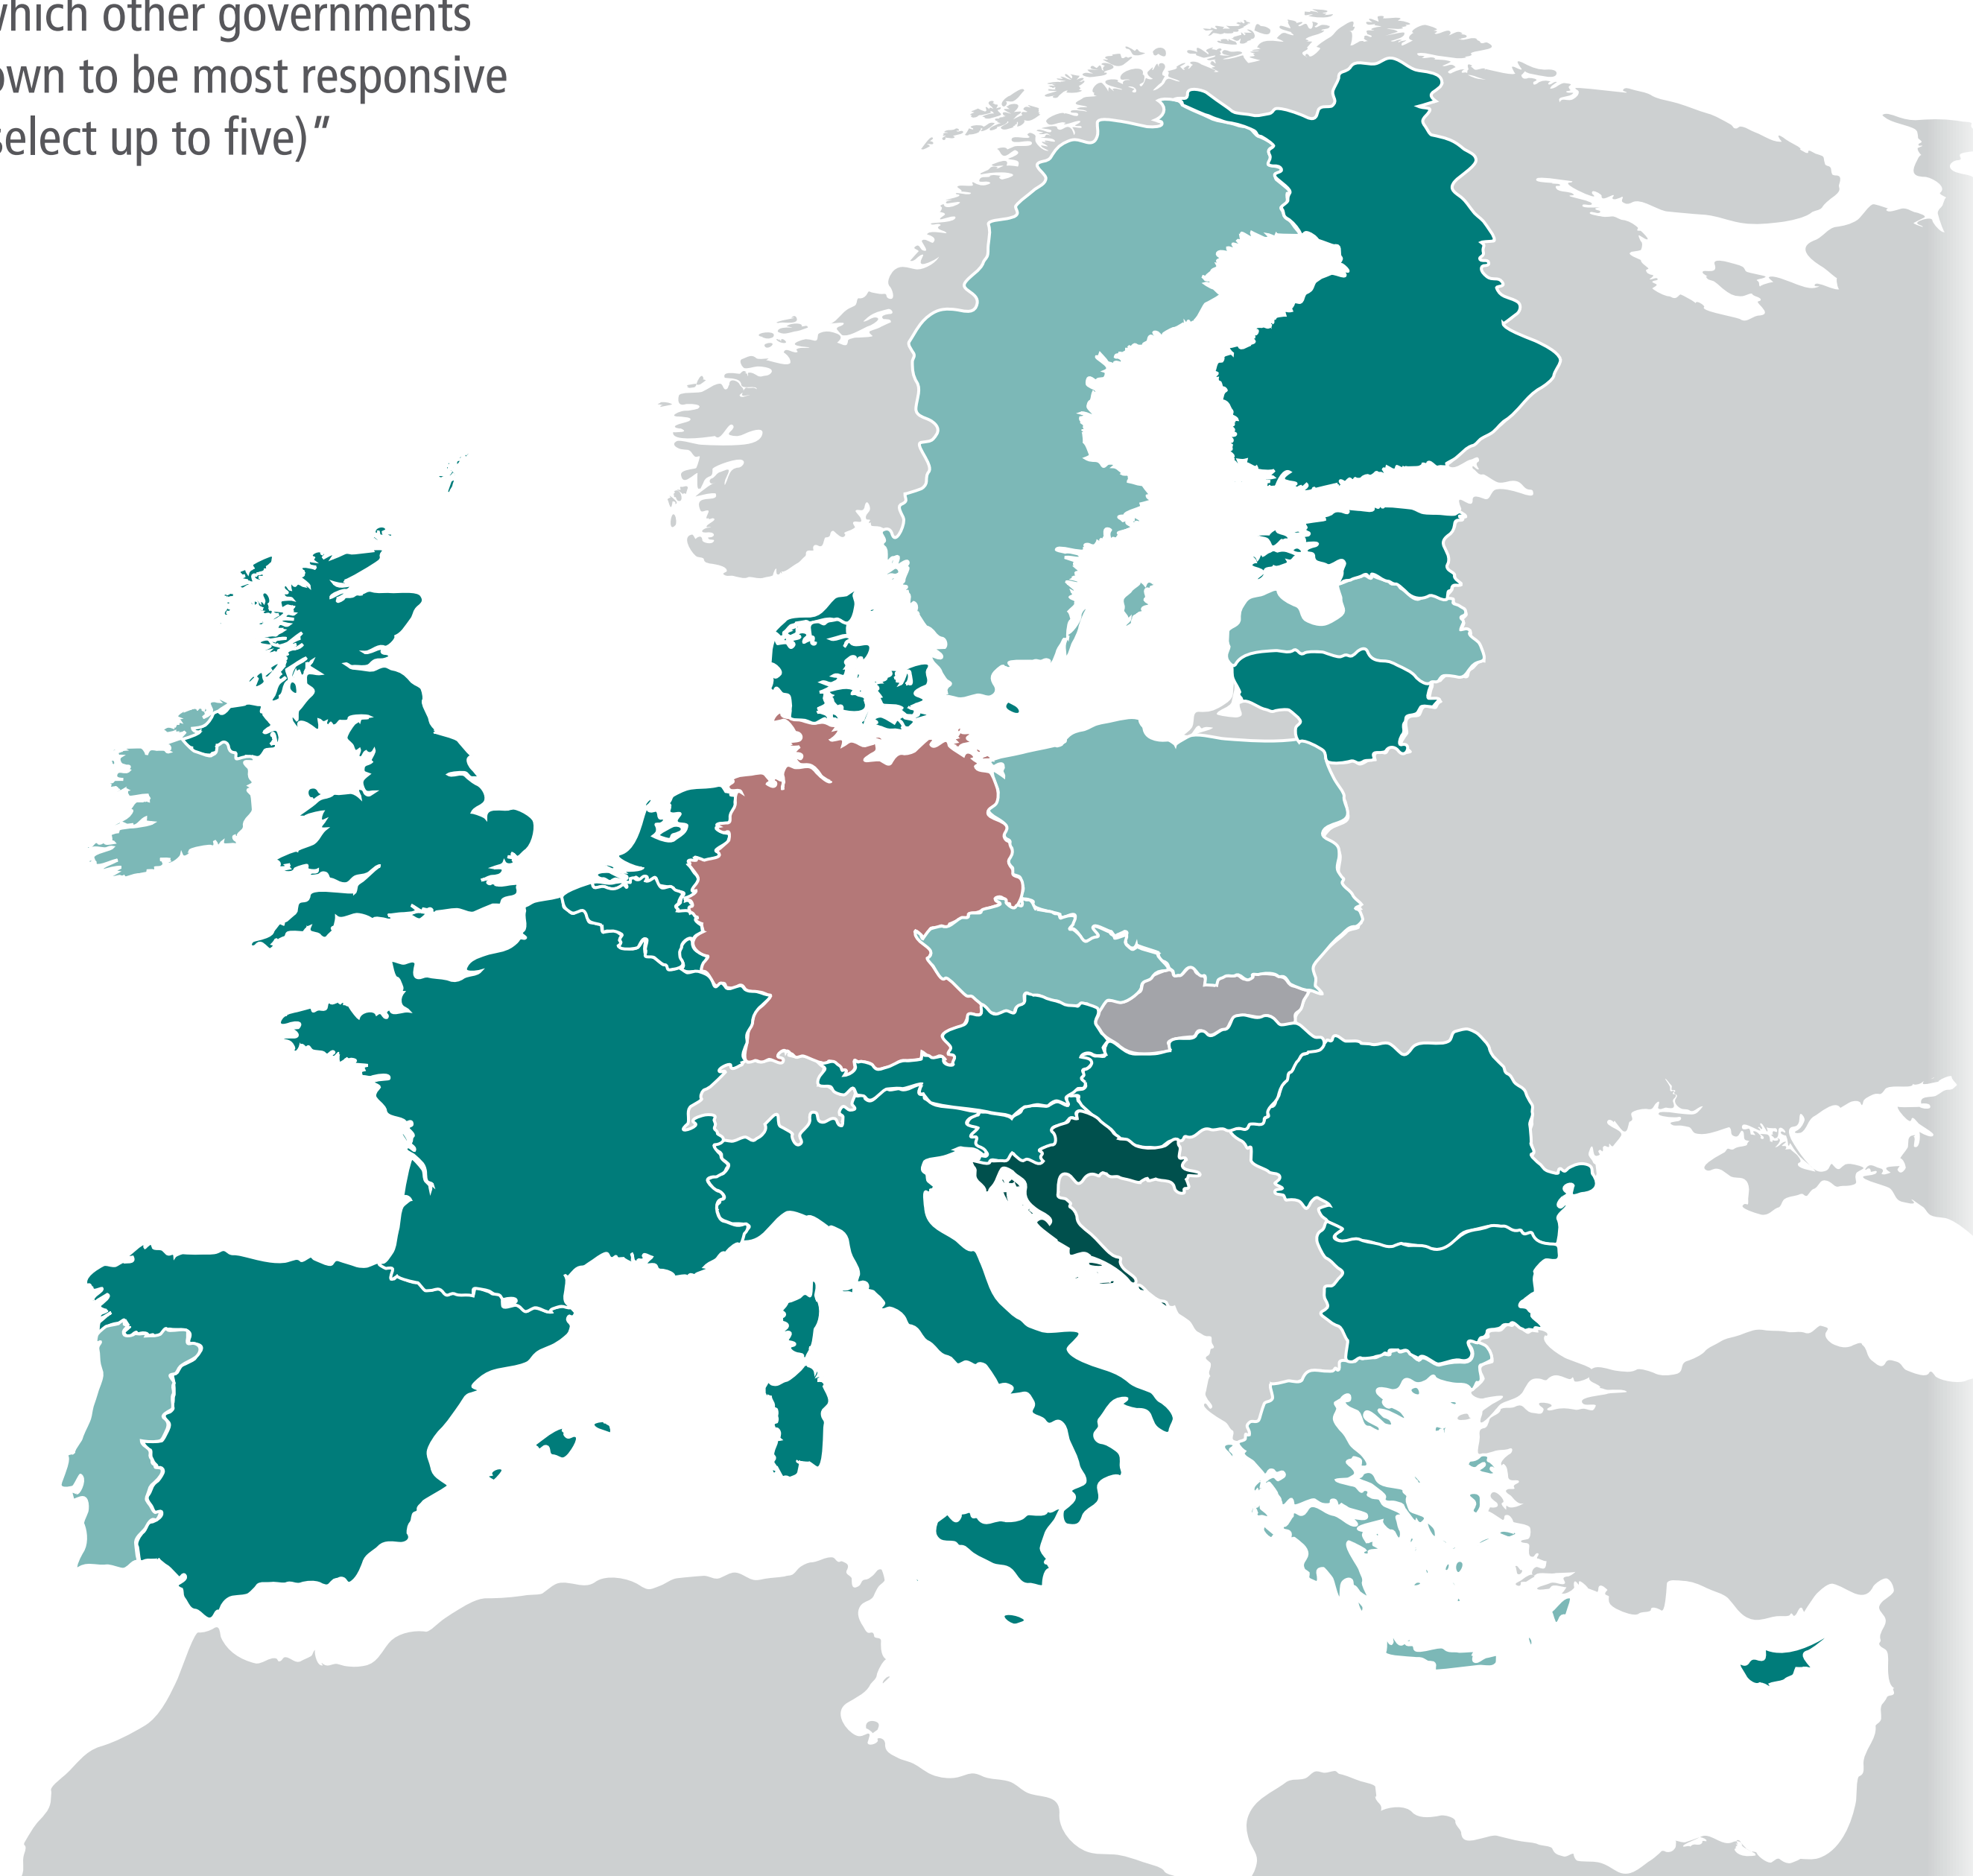 which other governments
own to be most responsive
select up to five)”